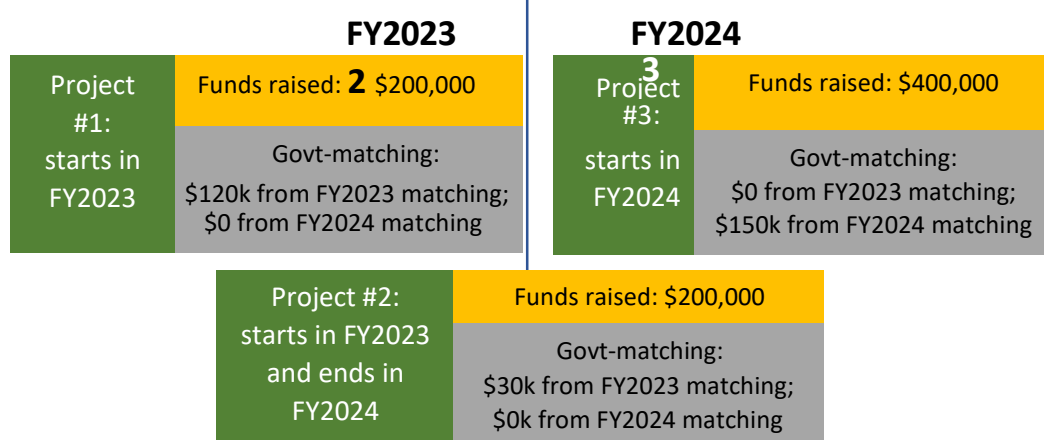 FY2023
FY2024
Project
#1:
starts in
FY2023
Funds raised: 2 $200,000
Govt-matching:
$120k from FY2023 matching;
$0 from FY2024 matching
3
Project
#3:
starts in
FY2024
Funds raised: $400,000
Govt-matching:
$0 from FY2023 matching;
$150k from FY2024 matching
Project #2:
starts in FY2023
and ends in
FY2024
Funds raised: $200,000
Govt-matching:
$30k from FY2023 matching;
$0k from FY2024 matching